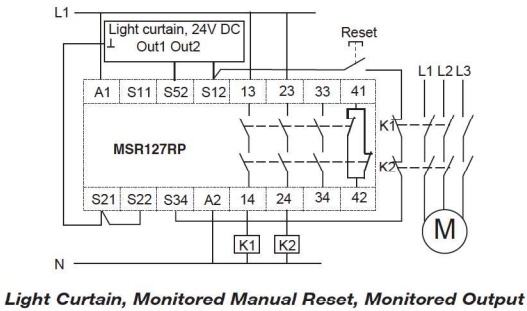 L1
Light curtain, 24V DC
Out1 Out2
Reset
L1 L2 L3
A1 S11 S52 S12 13 23 33 41
K1
MSR127RP
K2
S21 S22 S34 A2 14 24 34 42
M
K1 K2
N
Light Curtain, Monitored Manual Reset, Monitored Output